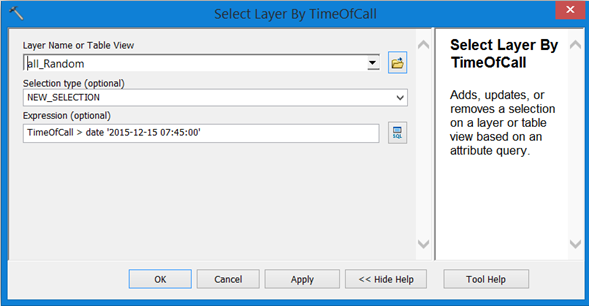 Select Layer By TimeOfCall
Layer Name or Table View
all_Random
Selection type (optional)
NEW_SELECTION
Expression (optional)
TimeOfCall > date '2015-12-15 07:45:00'
SQL
Select Layer By
TimeOfCall
Adds, updates, or
removes a selection
on a layer or table
view based on an
attribute query.
OK
Cancel
Apply
<< Hide Help
Tool Help